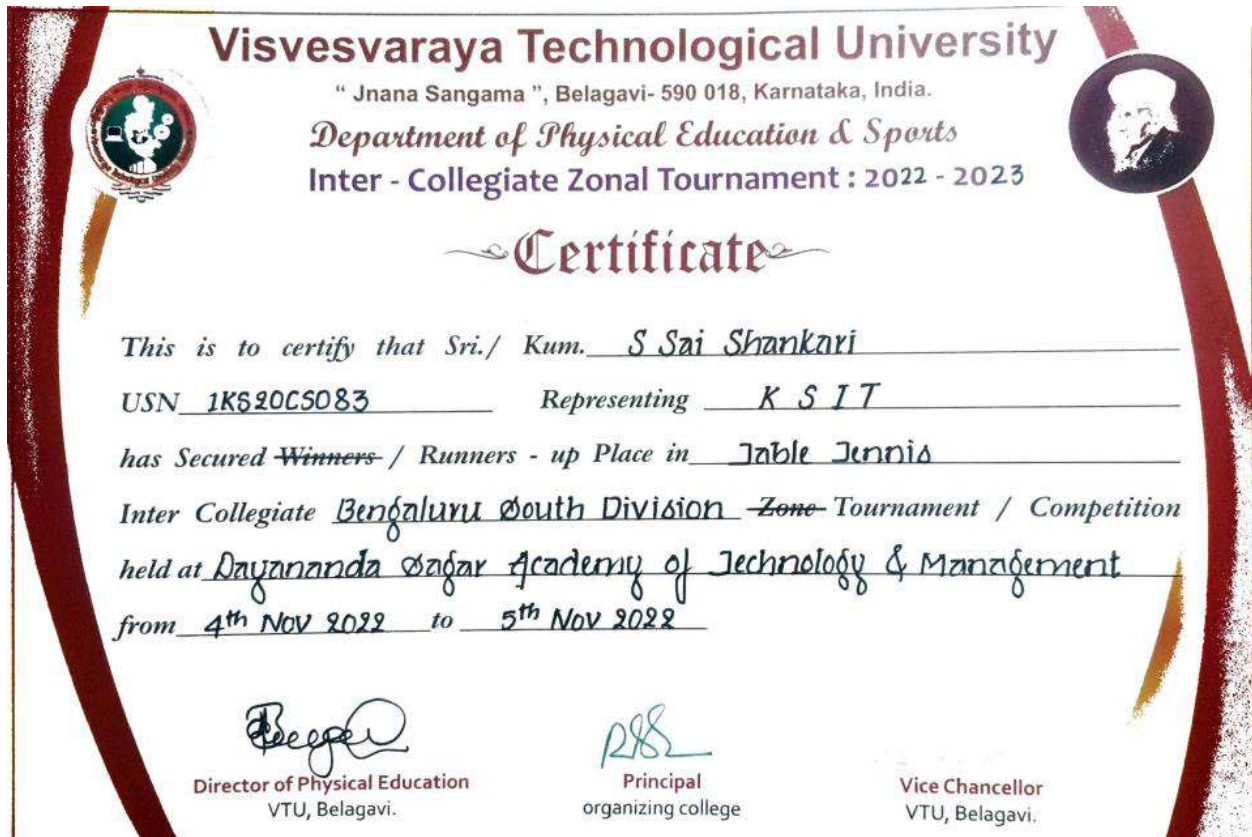 Visvesvaraya Technological University
“ Jnana Sangama ”, Belagavi- 590 018, Karnataka, India.
Department of Physical Education & Sports
Inter - Collegiate Zonal Tournament : 2022 - 2023
Certificate
This is to certify that Sri./ Kum. S Sai Shankari
USN 1KS20CS083 Representing K S I T
has Secured Winners / Runners - up Place in Table Tennis
Inter Collegiate Bengaluru South Division Zone Tournament / Competition
held at Dayananda Sagar Academy of Technology & Management
from 4th Nov 2022 to 5th Nov 2022
Director of Physical Education Principal Vice Chancellor
VTU, Belagavi. organizing college VTU, Belagavi.